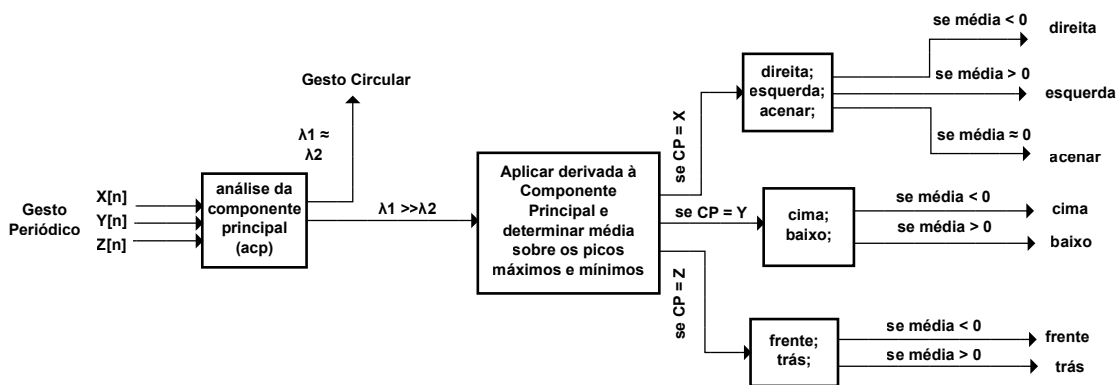 Gesto
Periódico
X[n]
Y[n]
Z[n]
análise da
componente
principal
(acp)
Gesto Circular
λ1 ≈
λ2
λ1 >>λ2
Aplicar derivada à
Componente
Principal e
determinar média
sobre os picos
máximos e mínimos
se CP = X
se CP = Y
se CP = Z
direita;
esquerda;
acenar;
se média < 0
direita
se média > 0
esquerda
se média ≈ 0
acenar
cima;
baixo;
se média < 0
cima
se média > 0
baixo
frente;
trás;
se média < 0
frente
se média > 0
trás